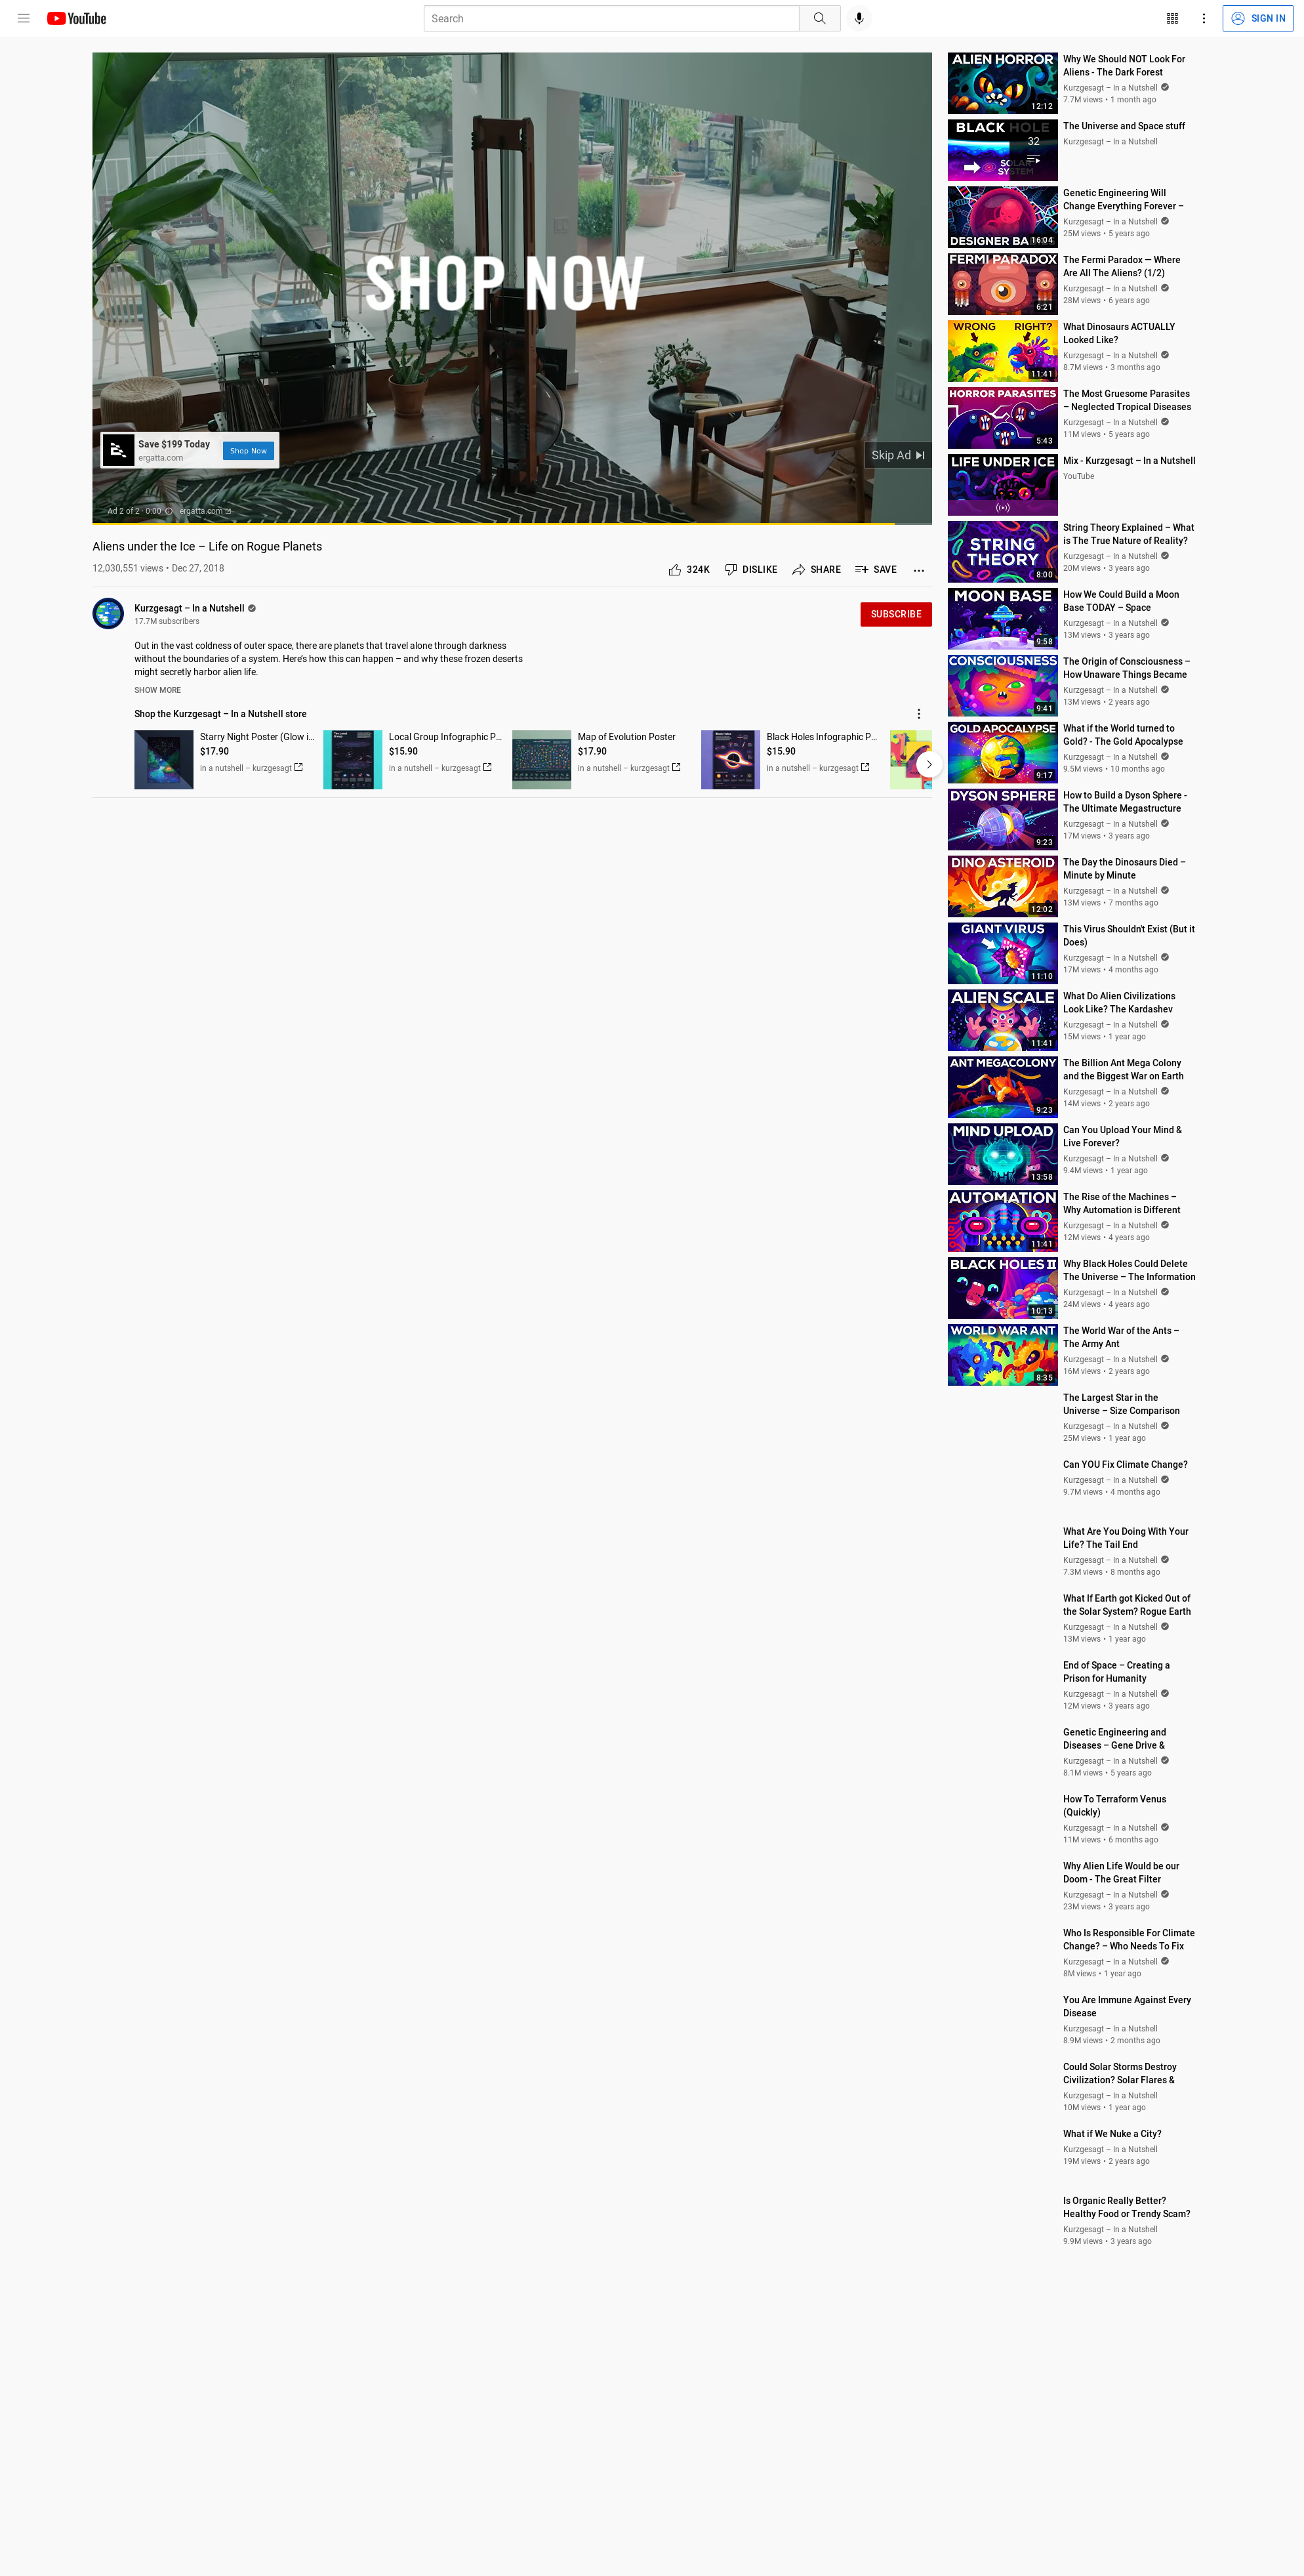 YouTube
Search
SIGN IN
SHOP NOW
Save $199 Today
ergatta.com
Shop Now
Skip Ad
Ad 2 of 2 · 0:00
ergatta.com
Aliens under the Ice – Life on Rogue Planets
12,030,551 views • Dec 27, 2018
324K
DISLIKE
SHARE
SAVE
Kurzgesagt – In a Nutshell
17.7M subscribers
SUBSCRIBE
Out in the vast coldness of outer space, there are planets that travel alone through darkness
without the boundaries of a system. Here's how this can happen – and why these frozen deserts
might secretly harbor alien life.
SHOW MORE
Shop the Kurzgesagt – In a Nutshell store
Starry Night Poster (Glow i...
$17.90
in a nutshell – kurzgesagt
Local Group Infographic P...
$15.90
in a nutshell – kurzgesagt
Map of Evolution Poster
$17.90
in a nutshell – kurzgesagt
Black Holes Infographic P...
$15.90
in a nutshell – kurzgesagt
ALIEN HORROR
12:12
Why We Should NOT Look For
Aliens - The Dark Forest
Kurzgesagt – In a Nutshell
7.7M views • 1 month ago
BLACK HOLE
32
SOLAR
SYSTEM
The Universe and Space stuff
Kurzgesagt – In a Nutshell
DESIGNER BA
16:04
Genetic Engineering Will
Change Everything Forever –
Kurzgesagt – In a Nutshell
25M views • 5 years ago
FERMI PARADOX
6:21
The Fermi Paradox — Where
Are All The Aliens? (1/2)
Kurzgesagt – In a Nutshell
28M views • 6 years ago
WRONG RIGHT?
11:41
What Dinosaurs ACTUALLY
Looked Like?
Kurzgesagt – In a Nutshell
8.7M views • 3 months ago
HORROR PARASITES
5:43
The Most Gruesome Parasites
– Neglected Tropical Diseases
Kurzgesagt – In a Nutshell
11M views • 5 years ago
LIFE UNDER ICE
Mix - Kurzgesagt – In a Nutshell
YouTube
STRING
THEORY
8:00
String Theory Explained – What
is The True Nature of Reality?
Kurzgesagt – In a Nutshell
20M views • 3 years ago
MOON BASE
9:58
How We Could Build a Moon
Base TODAY – Space
Kurzgesagt – In a Nutshell
13M views • 3 years ago
CONSCIOUSNESS
9:41
The Origin of Consciousness –
How Unaware Things Became
Kurzgesagt – In a Nutshell
13M views • 2 years ago
GOLD APOCALYPSE
9:17
What if the World turned to
Gold? - The Gold Apocalypse
Kurzgesagt – In a Nutshell
9.5M views • 10 months ago
DYSON SPHERE
9:23
How to Build a Dyson Sphere -
The Ultimate Megastructure
Kurzgesagt – In a Nutshell
17M views • 3 years ago
DINO ASTEROID
12:02
The Day the Dinosaurs Died –
Minute by Minute
Kurzgesagt – In a Nutshell
13M views • 7 months ago
GIANT VIRUS
11:10
This Virus Shouldn't Exist (But it
Does)
Kurzgesagt – In a Nutshell
17M views • 4 months ago
ALIEN SCALE
11:41
What Do Alien Civilizations
Look Like? The Kardashev
Kurzgesagt – In a Nutshell
15M views • 1 year ago
ANT MEGACOLONY
9:23
The Billion Ant Mega Colony
and the Biggest War on Earth
Kurzgesagt – In a Nutshell
14M views • 2 years ago
MIND UPLOAD
13:58
Can You Upload Your Mind &
Live Forever?
Kurzgesagt – In a Nutshell
9.4M views • 1 year ago
AUTOMATION
11:41
The Rise of the Machines –
Why Automation is Different
Kurzgesagt – In a Nutshell
12M views • 4 years ago
BLACK HOLES II
10:13
Why Black Holes Could Delete
The Universe – The Information
Kurzgesagt – In a Nutshell
24M views • 4 years ago
WORLD WAR ANT
8:35
The World War of the Ants –
The Army Ant
Kurzgesagt – In a Nutshell
16M views • 2 years ago
The Largest Star in the
Universe – Size Comparison
Kurzgesagt – In a Nutshell
25M views • 1 year ago
Can YOU Fix Climate Change?
Kurzgesagt – In a Nutshell
9.7M views • 4 months ago
What Are You Doing With Your
Life? The Tail End
Kurzgesagt – In a Nutshell
7.3M views • 8 months ago
What If Earth got Kicked Out of
the Solar System? Rogue Earth
Kurzgesagt – In a Nutshell
13M views • 1 year ago
End of Space – Creating a
Prison for Humanity
Kurzgesagt – In a Nutshell
12M views • 3 years ago
Genetic Engineering and
Diseases – Gene Drive &
Kurzgesagt – In a Nutshell
8.1M views • 5 years ago
How To Terraform Venus
(Quickly)
Kurzgesagt – In a Nutshell
11M views • 6 months ago
Why Alien Life Would be our
Doom - The Great Filter
Kurzgesagt – In a Nutshell
23M views • 3 years ago
Who Is Responsible For Climate
Change? – Who Needs To Fix
Kurzgesagt – In a Nutshell
8M views • 1 year ago
You Are Immune Against Every
Disease
Kurzgesagt – In a Nutshell
8.9M views • 2 months ago
Could Solar Storms Destroy
Civilization? Solar Flares &
Kurzgesagt – In a Nutshell
10M views • 1 year ago
What if We Nuke a City?
Kurzgesagt – In a Nutshell
19M views • 2 years ago
Is Organic Really Better?
Healthy Food or Trendy Scam?
Kurzgesagt – In a Nutshell
9.9M views • 3 years ago